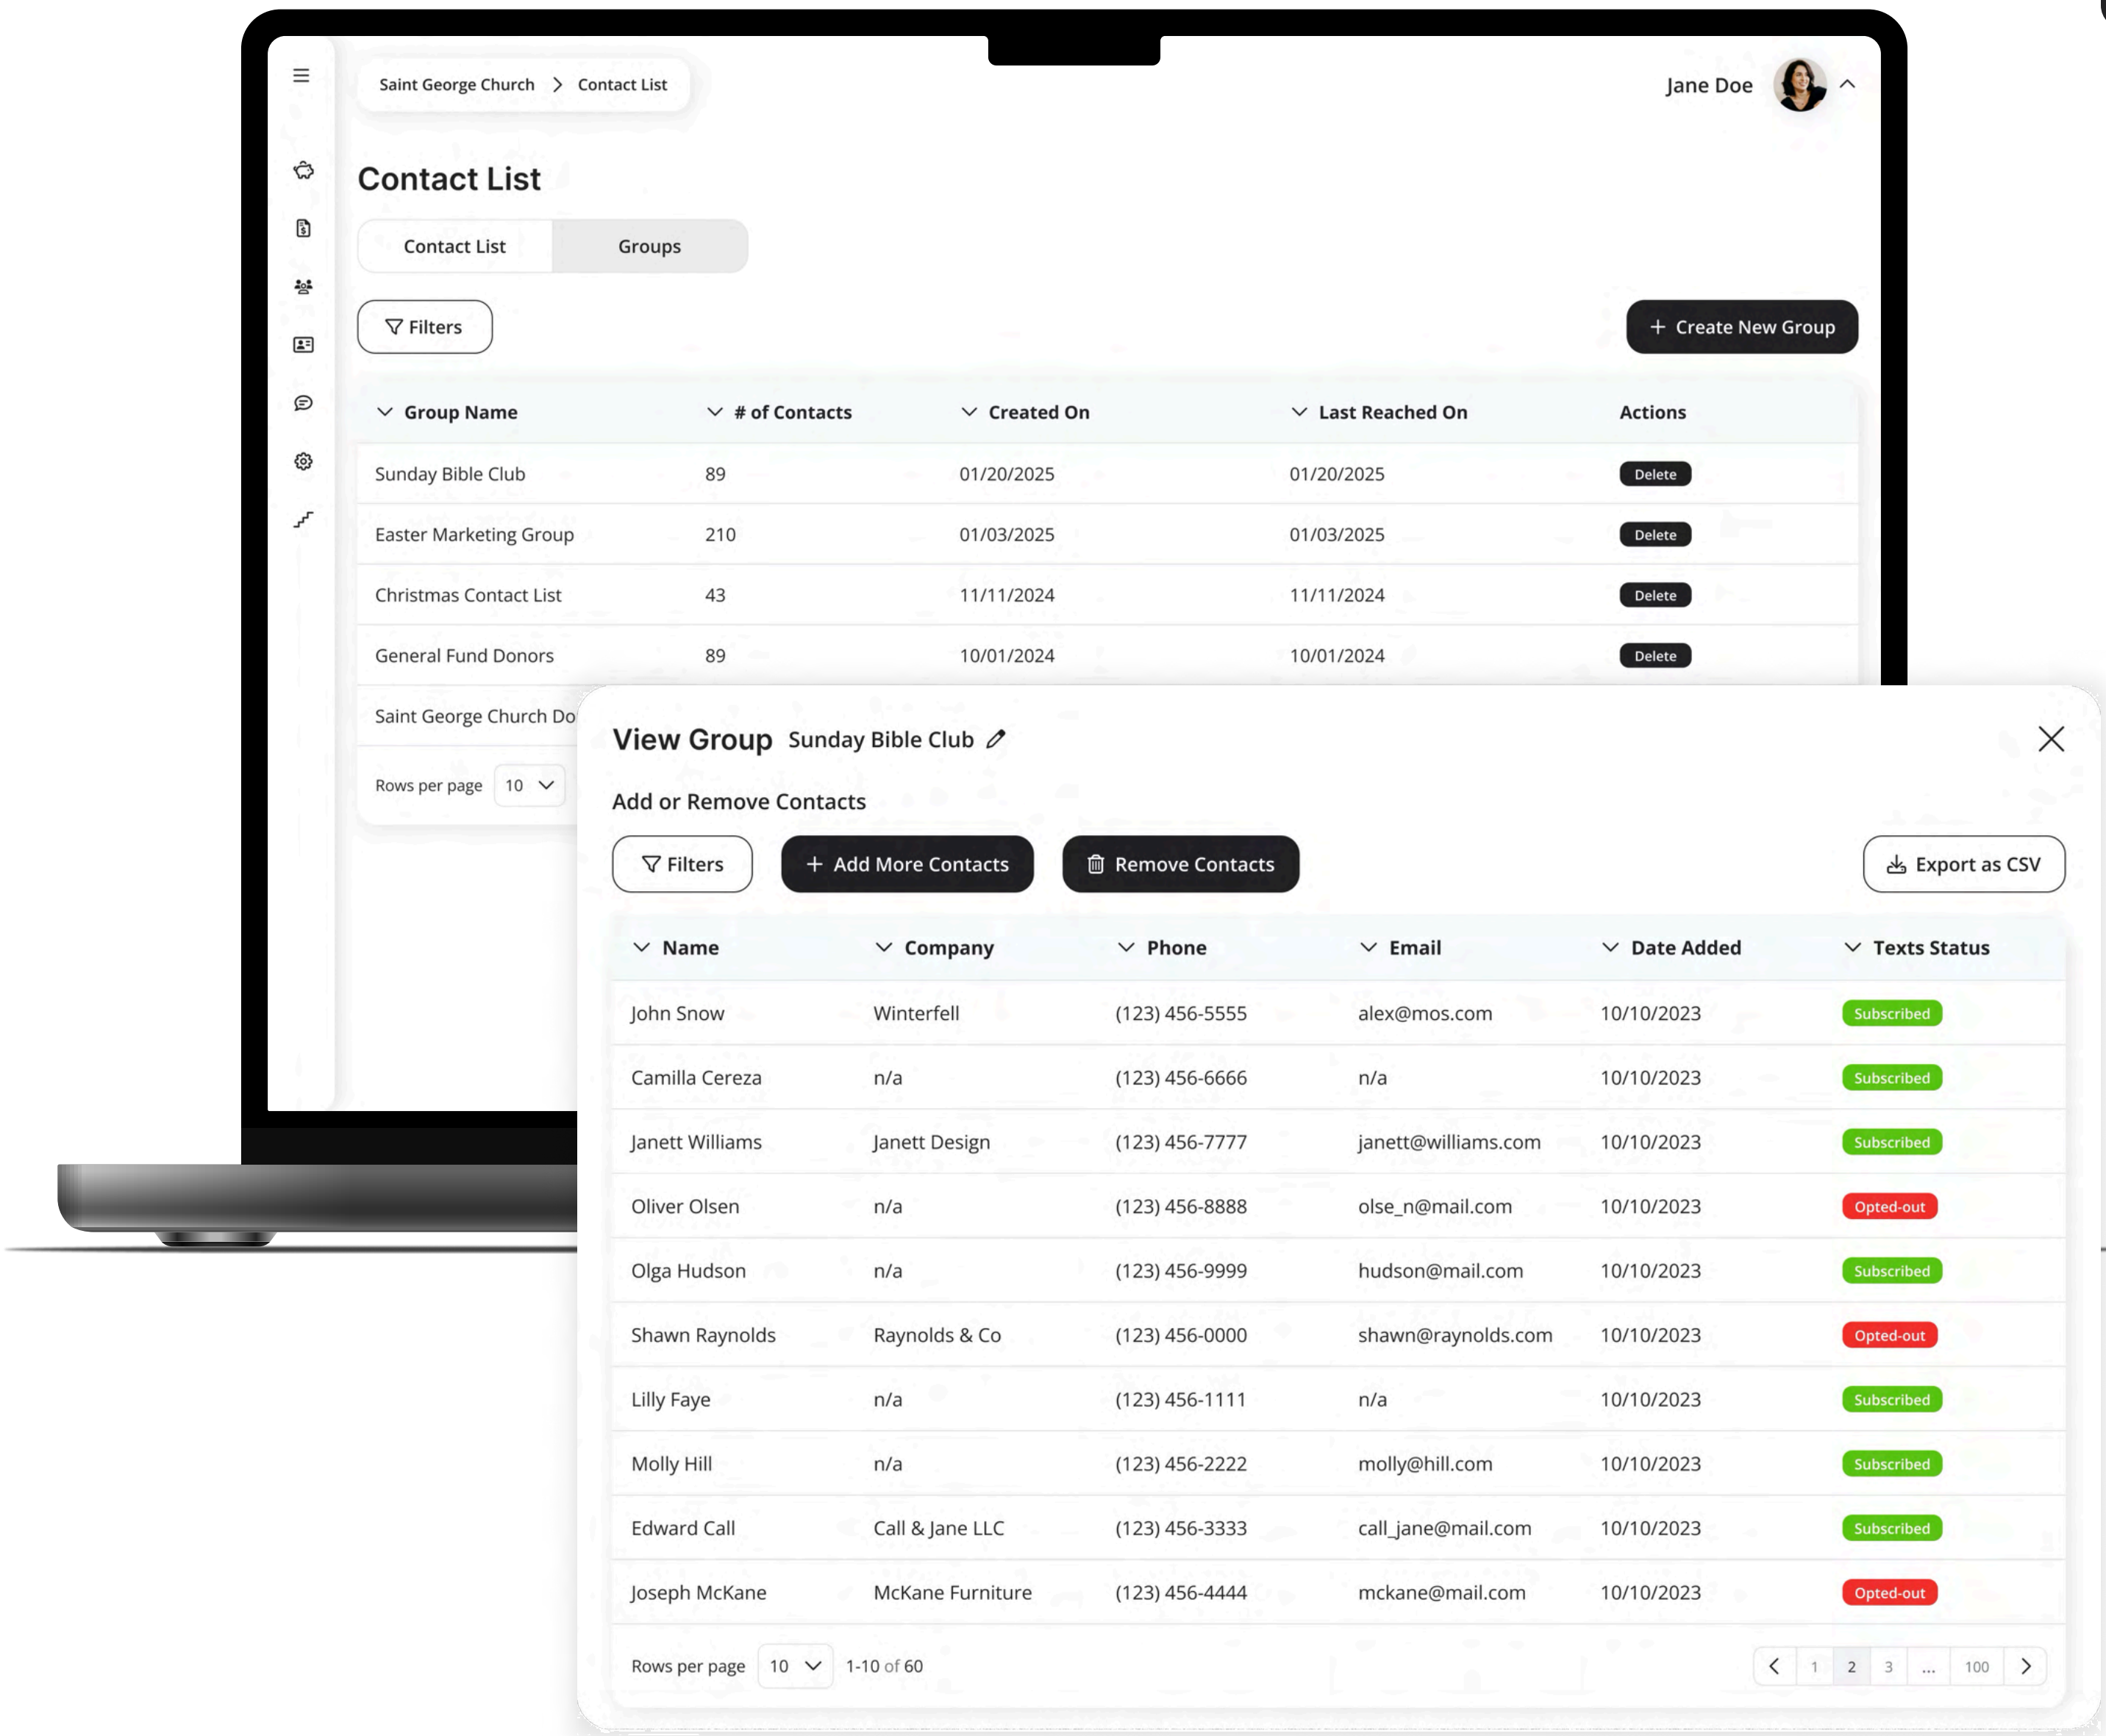 Saint George Church > Contact List
Jane Doe
Contact List
Contact List Groups
Filters
+ Create New Group
Group Name # of Contacts Created On Last Reached On Actions
Sunday Bible Club 89 01/20/2025 01/20/2025 Delete
Easter Marketing Group 210 01/03/2025 01/03/2025 Delete
Christmas Contact List 43 11/11/2024 11/11/2024 Delete
General Fund Donors 89 10/01/2024 10/01/2024 Delete
Saint George Church Do
Rows per page 10
View Group Sunday Bible Club
Add or Remove Contacts
Filters + Add More Contacts Remove Contacts Export as CSV
Name Company Phone Email Date Added Texts Status
John Snow Winterfell (123) 456-5555 alex@mos.com 10/10/2023 Subscribed
Camilla Cereza n/a (123) 456-6666 n/a 10/10/2023 Subscribed
Janett Williams Janett Design (123) 456-7777 janett@williams.com 10/10/2023 Subscribed
Oliver Olsen n/a (123) 456-8888 olse_n@mail.com 10/10/2023 Opted-out
Olga Hudson n/a (123) 456-9999 hudson@mail.com 10/10/2023 Subscribed
Shawn Raynolds Raynolds & Co (123) 456-0000 shawn@raynolds.com 10/10/2023 Opted-out
Lilly Faye n/a (123) 456-1111 n/a 10/10/2023 Subscribed
Molly Hill n/a (123) 456-2222 molly@hill.com 10/10/2023 Subscribed
Edward Call Call & Jane LLC (123) 456-3333 call_jane@mail.com 10/10/2023 Subscribed
Joseph McKane McKane Furniture (123) 456-4444 mckane@mail.com 10/10/2023 Opted-out
Rows per page 10 1-10 of 60 < 1 2 3 ... 100 >